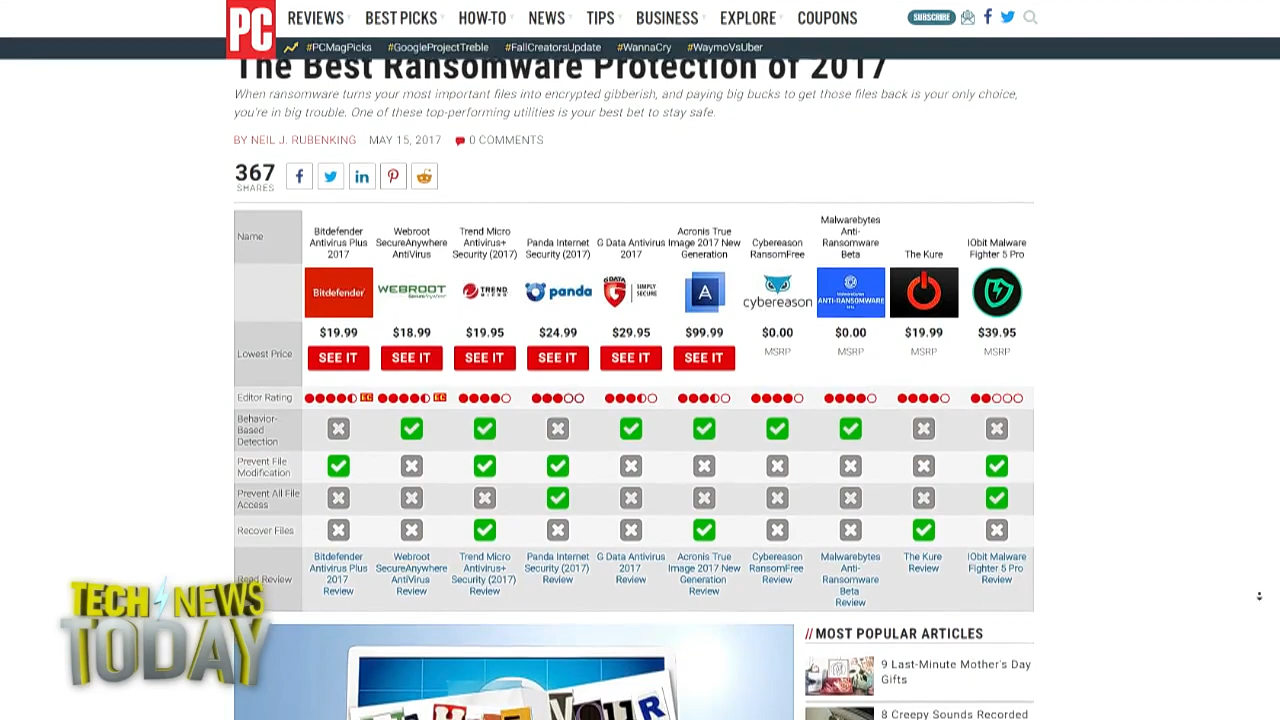 PC
REVIEWS BEST PICKS HOW-TO NEWS TIPS BUSINESS EXPLORE COUPONS SUBSCRIBE
#PCMagPicks #GoogleProjectTreble #FallCreatorsUpdate #WannaCry #WaymoVsUber
The Best Ransomware Protection of 2017
When ransomware turns your most important files into encrypted gibberish, and paying big bucks to get those files back is your only choice,
you're in big trouble. One of these top-performing utilities is your best bet to stay safe.
BY NEIL J. RUBENKING MAY 15, 2017 0 COMMENTS
367
SHARES
Name
Bitdefender
Antivirus Plus
2017
Webroot
SecureAnywhere
AntiVirus
Trend Micro
Antivirus+
Security (2017)
Panda Internet
Security (2017)
G Data Antivirus
2017
Acronis True
Image 2017 New
Generation
Cybereason
RansomFree
Malwarebytes
Anti-
Ransomware
Beta
The Kure
IObit Malware
Fighter 5 Pro
Bitdefender
WEBROOT
SecureAnywhere
TREND
MICRO
panda
G DATA
SIMPLY
SECURE
A
cybereason
MALWAREBYTES
ANTI-RANSOMWARE
Lowest Price
$19.99 $18.99 $19.95 $24.99 $29.95 $99.99 $0.00 $0.00 $19.99 $39.95
SEE IT SEE IT SEE IT SEE IT SEE IT SEE IT MSRP MSRP MSRP MSRP
Editor Rating
EC EC
Behavior-
Based
Detection
Prevent File
Modification
Prevent All File
Access
Recover Files
Read Review
Bitdefender
Antivirus Plus
2017
Review
Webroot
SecureAnywhere
AntiVirus
Review
Trend Micro
Antivirus+
Security (2017)
Review
Panda Internet
Security (2017)
Review
G Data Antivirus
2017
Review
Acronis True
Image 2017 New
Generation
Review
Cybereason
RansomFree
Review
Malwarebytes
Anti-
Ransomware
Beta
Review
The Kure
Review
IObit Malware
Fighter 5 Pro
Review
TECH NEWS
TODAY
YOUR
// MOST POPULAR ARTICLES
9 Last-Minute Mother's Day
Gifts
8 Creepy Sounds Recorded